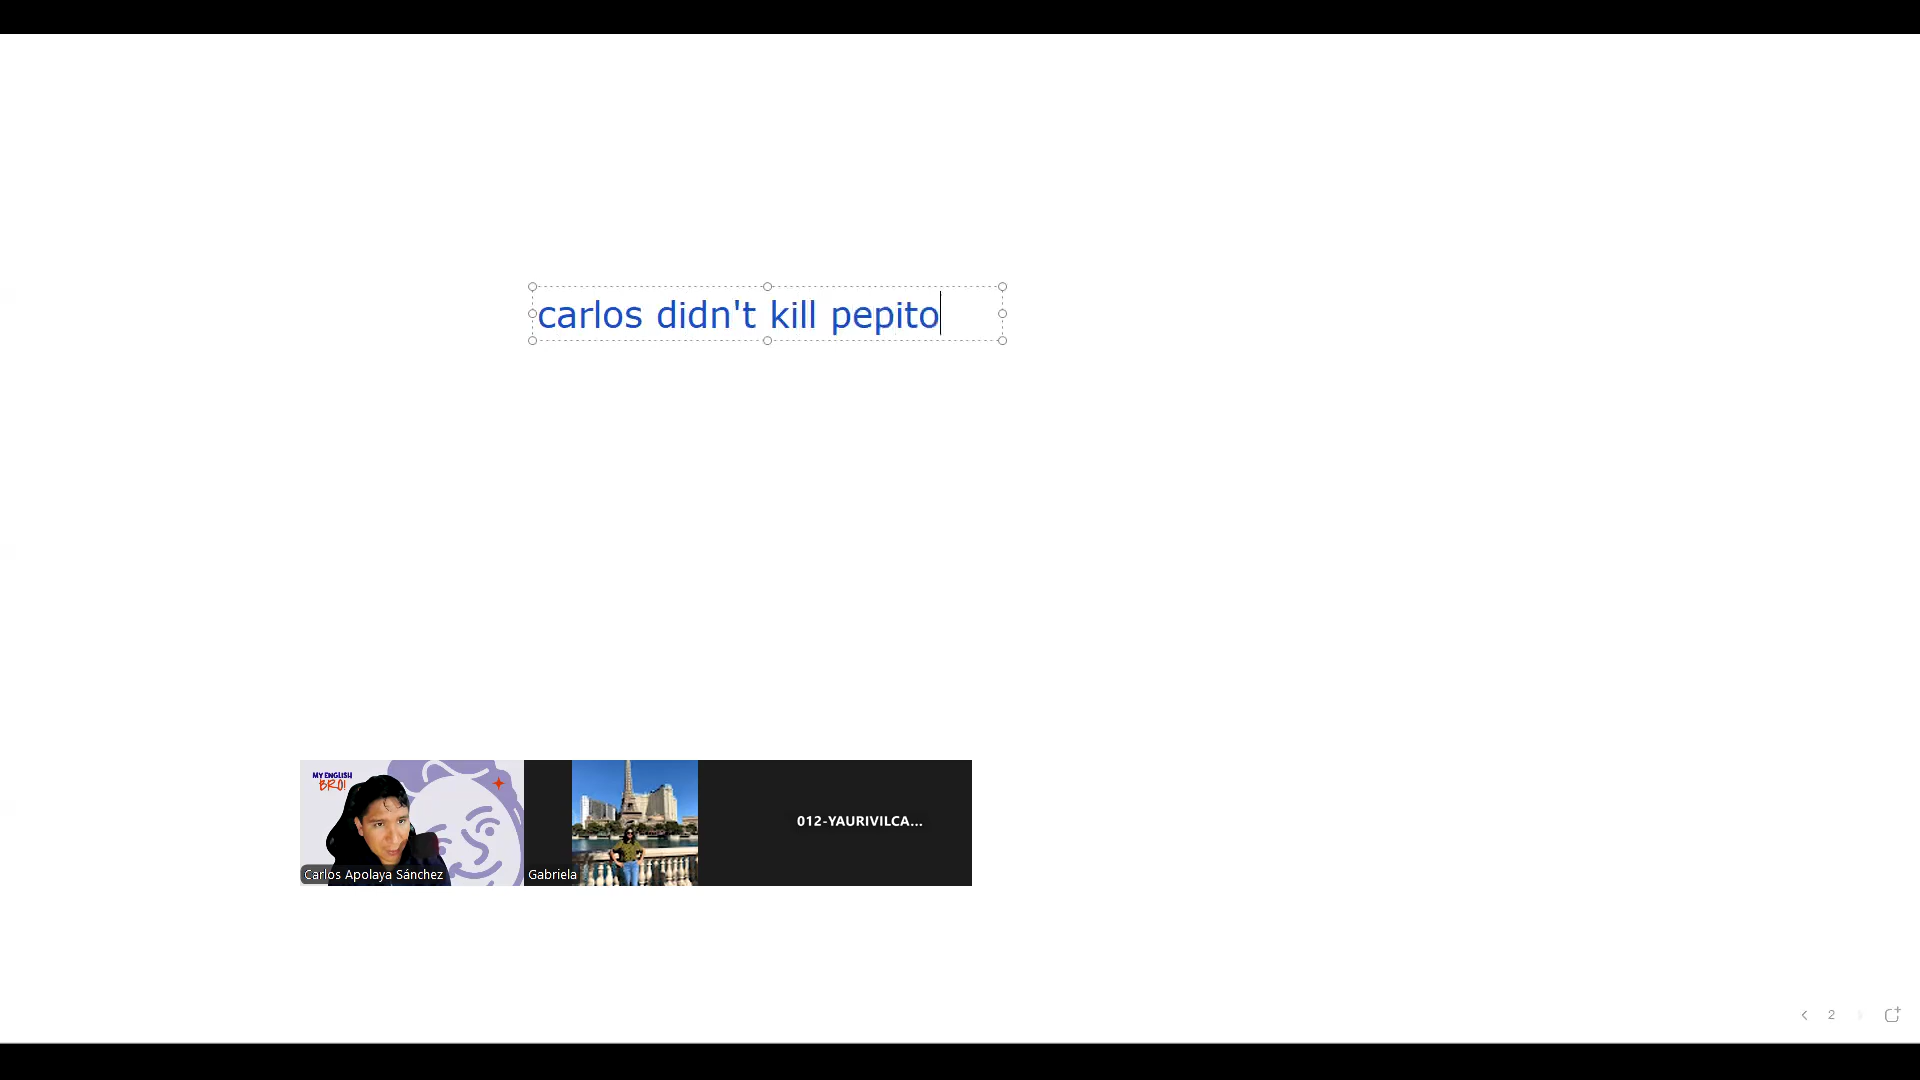 carlos didn't kill pepito
MY ENGLISH
BRO!
012-YAURIVILCA...
Carlos Apolaya Sánchez
Gabriela
2